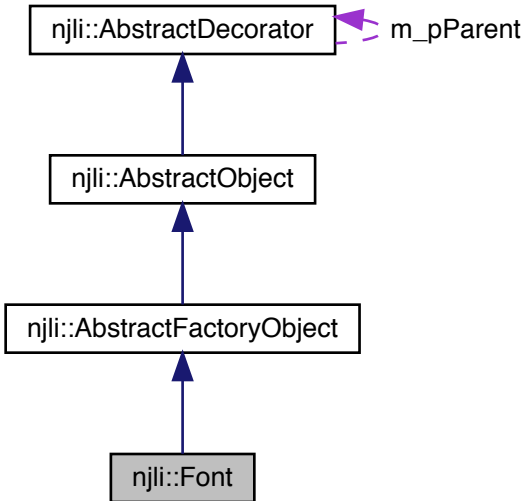 njli::AbstractDecorator
m_pParent
njli::AbstractObject
njli::AbstractFactoryObject
njli::Font